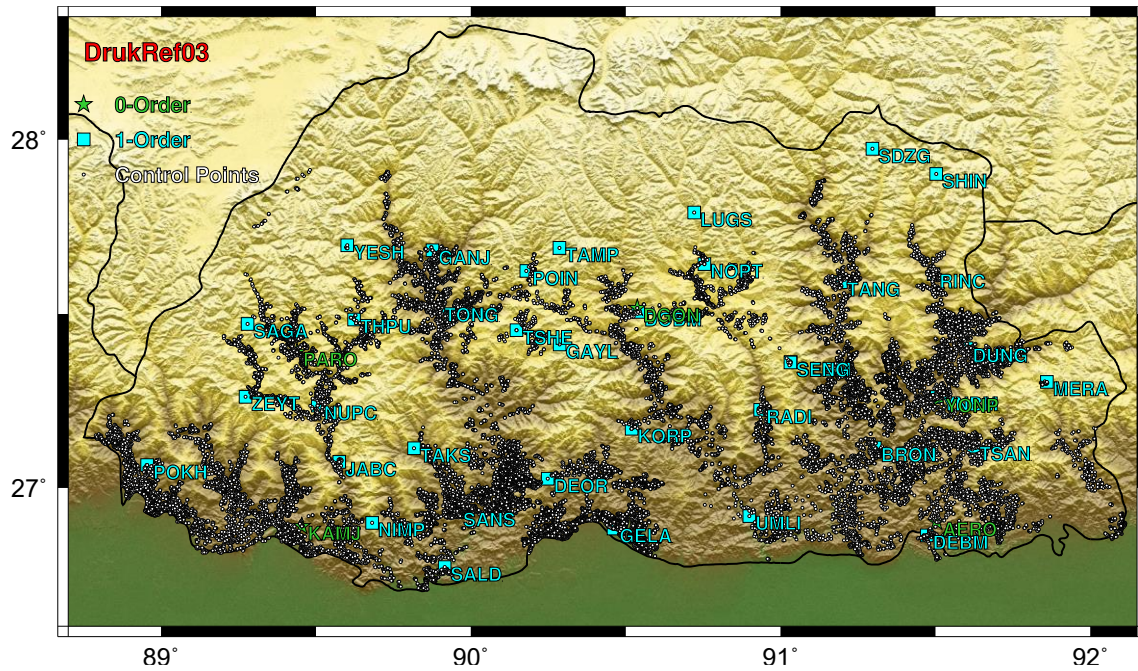 DrukRef03
0-Order
1-Order
Control Points
28°
27°
SDZG
SHIN
LUGS
YESH
GANJ
TAMP
POIN
NOPT
TANG
RINC
SAGA
THPU
TONG
DGON
TSHE
GAYL
PARO
DUNG
SENG
MERA
ZEYT
NUPC
RADI
KORP
TAKS
BRON
TSAN
POKH
JABC
DEOR
SANS
UMLI
KAMJ
NIMP
GELA
AERO
DEBM
SALD
89°
90°
91°
92°